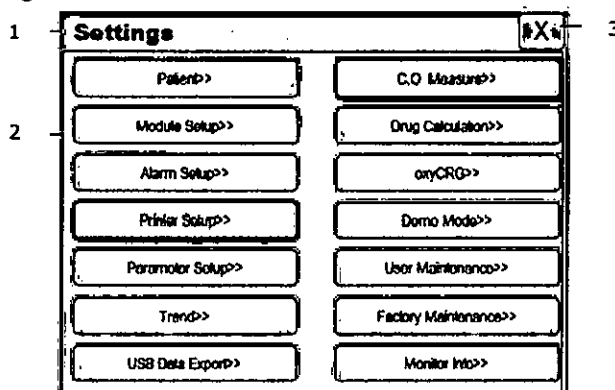 1 Settings X 3
Patient>> C.O. Measure>>
2
Module Setup>> Drug Calculation>>
Alarm Setup>> oxyCRG>>
Printer Setup>> Demo Mode>>
Paramotor Setup>> User Maintenance>>
Trend>> Factory Maintenance>>
USB Data Export>> Monitor Info>>